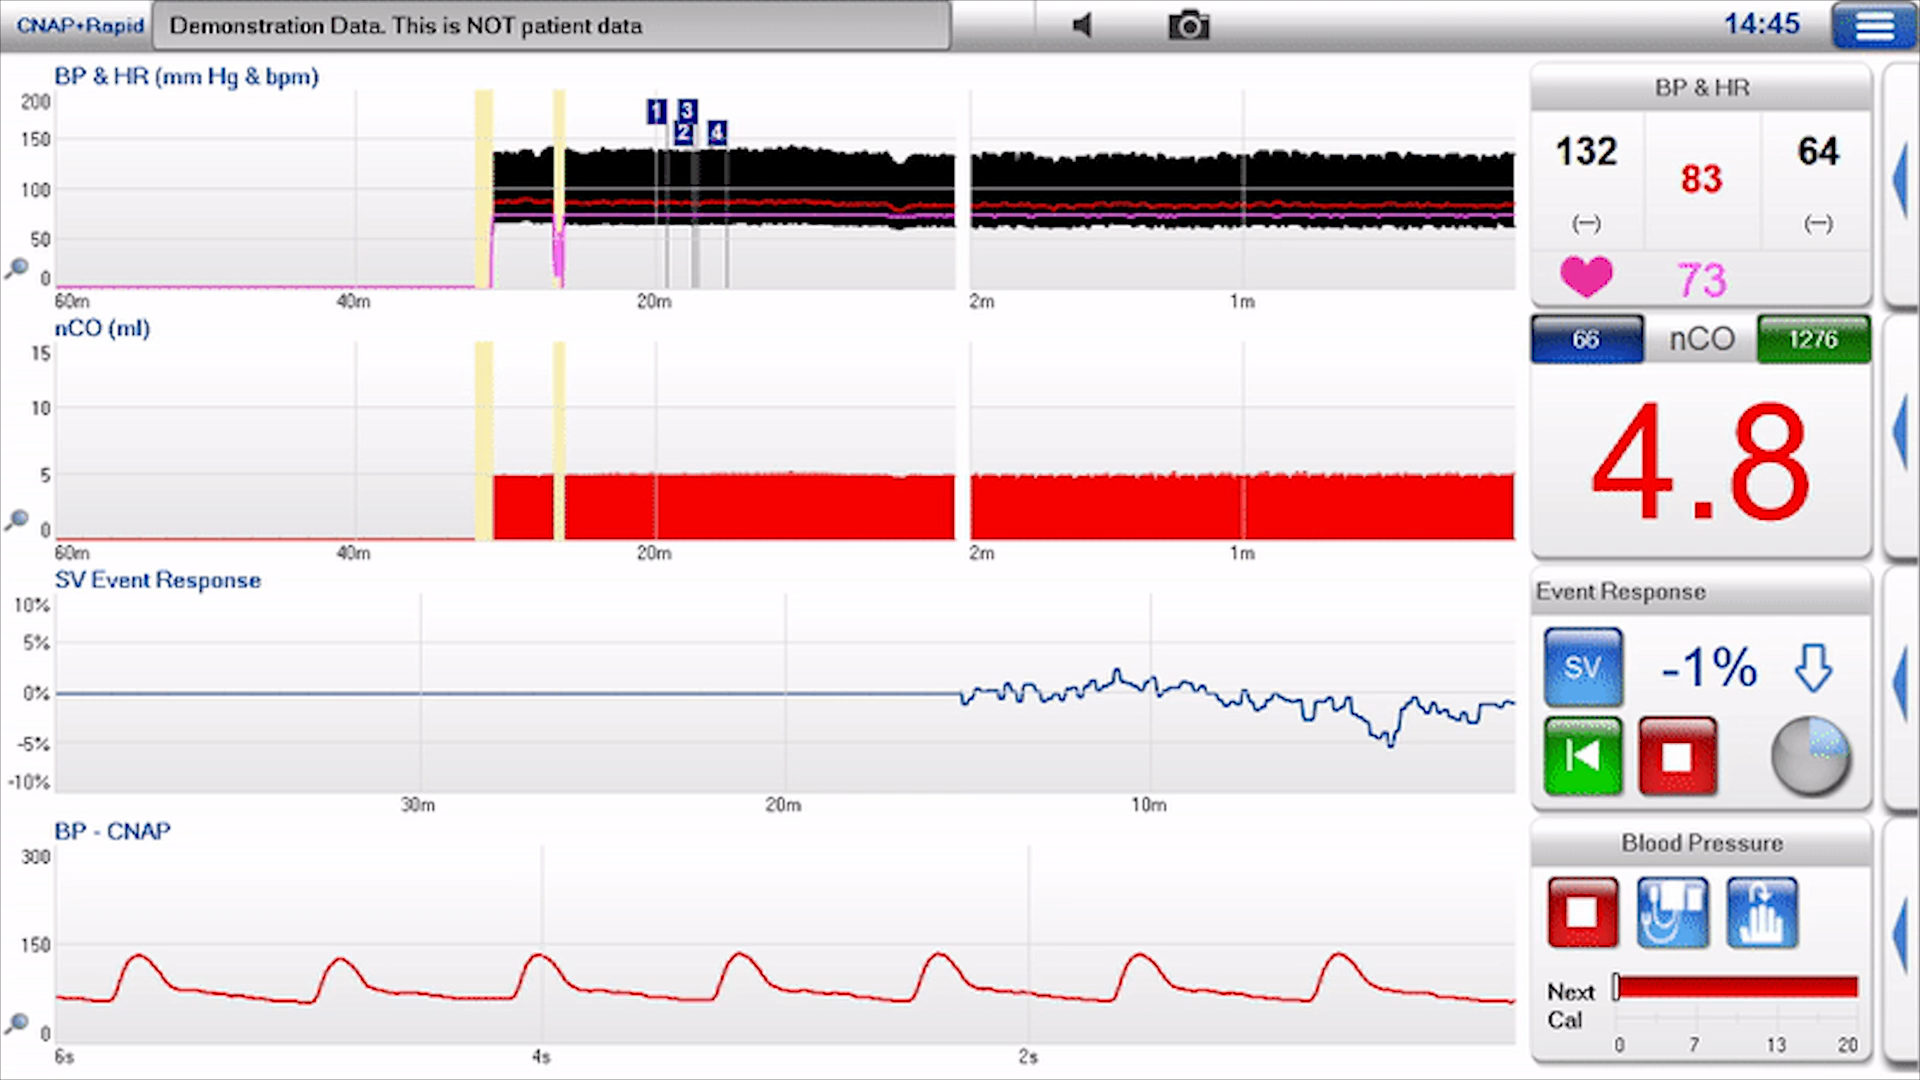 CNAP+Rapid
Demonstration Data. This is NOT patient data
14:45
BP & HR (mm Hg & bpm)
200
150
100
50
0
1
3
2
4
60m 40m 20m 2m 1m
nCO (ml)
15
10
5
0
60m 40m 20m 2m 1m
SV Event Response
10%
5%
0%
-5%
-10%
30m 20m 10m
BP - CNAP
300
150
0
6s 4s 2s
BP & HR
132 83 64
(--) (--)
73
66 nCO 1276
4.8
Event Response
SV -1%
Blood Pressure
Next
Cal
0 7 13 20